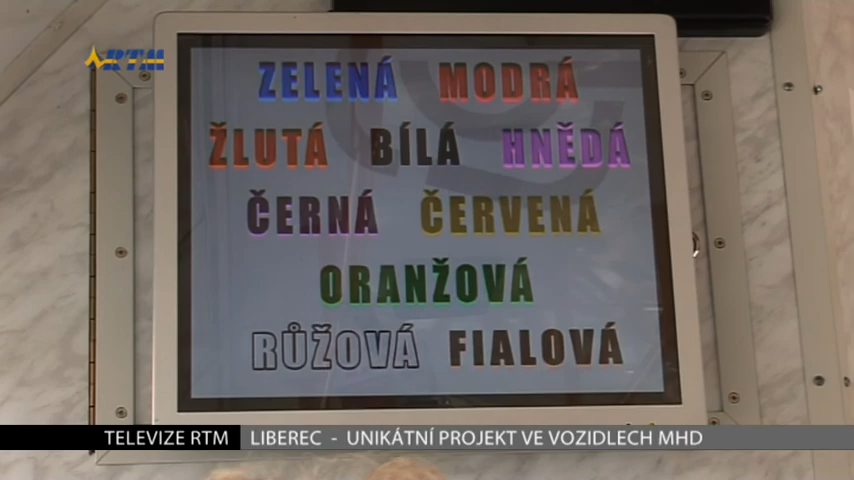 RTM
ZELENÁ MODRÁ
ŽLUTÁ BÍLÁ HNĚDÁ
ČERNÁ ČERVENÁ
ORANŽOVÁ
RŮŽOVÁ FIALOVÁ
TELEVIZE RTM LIBEREC - UNIKÁTNÍ PROJEKT VE VOZIDLECH MHD